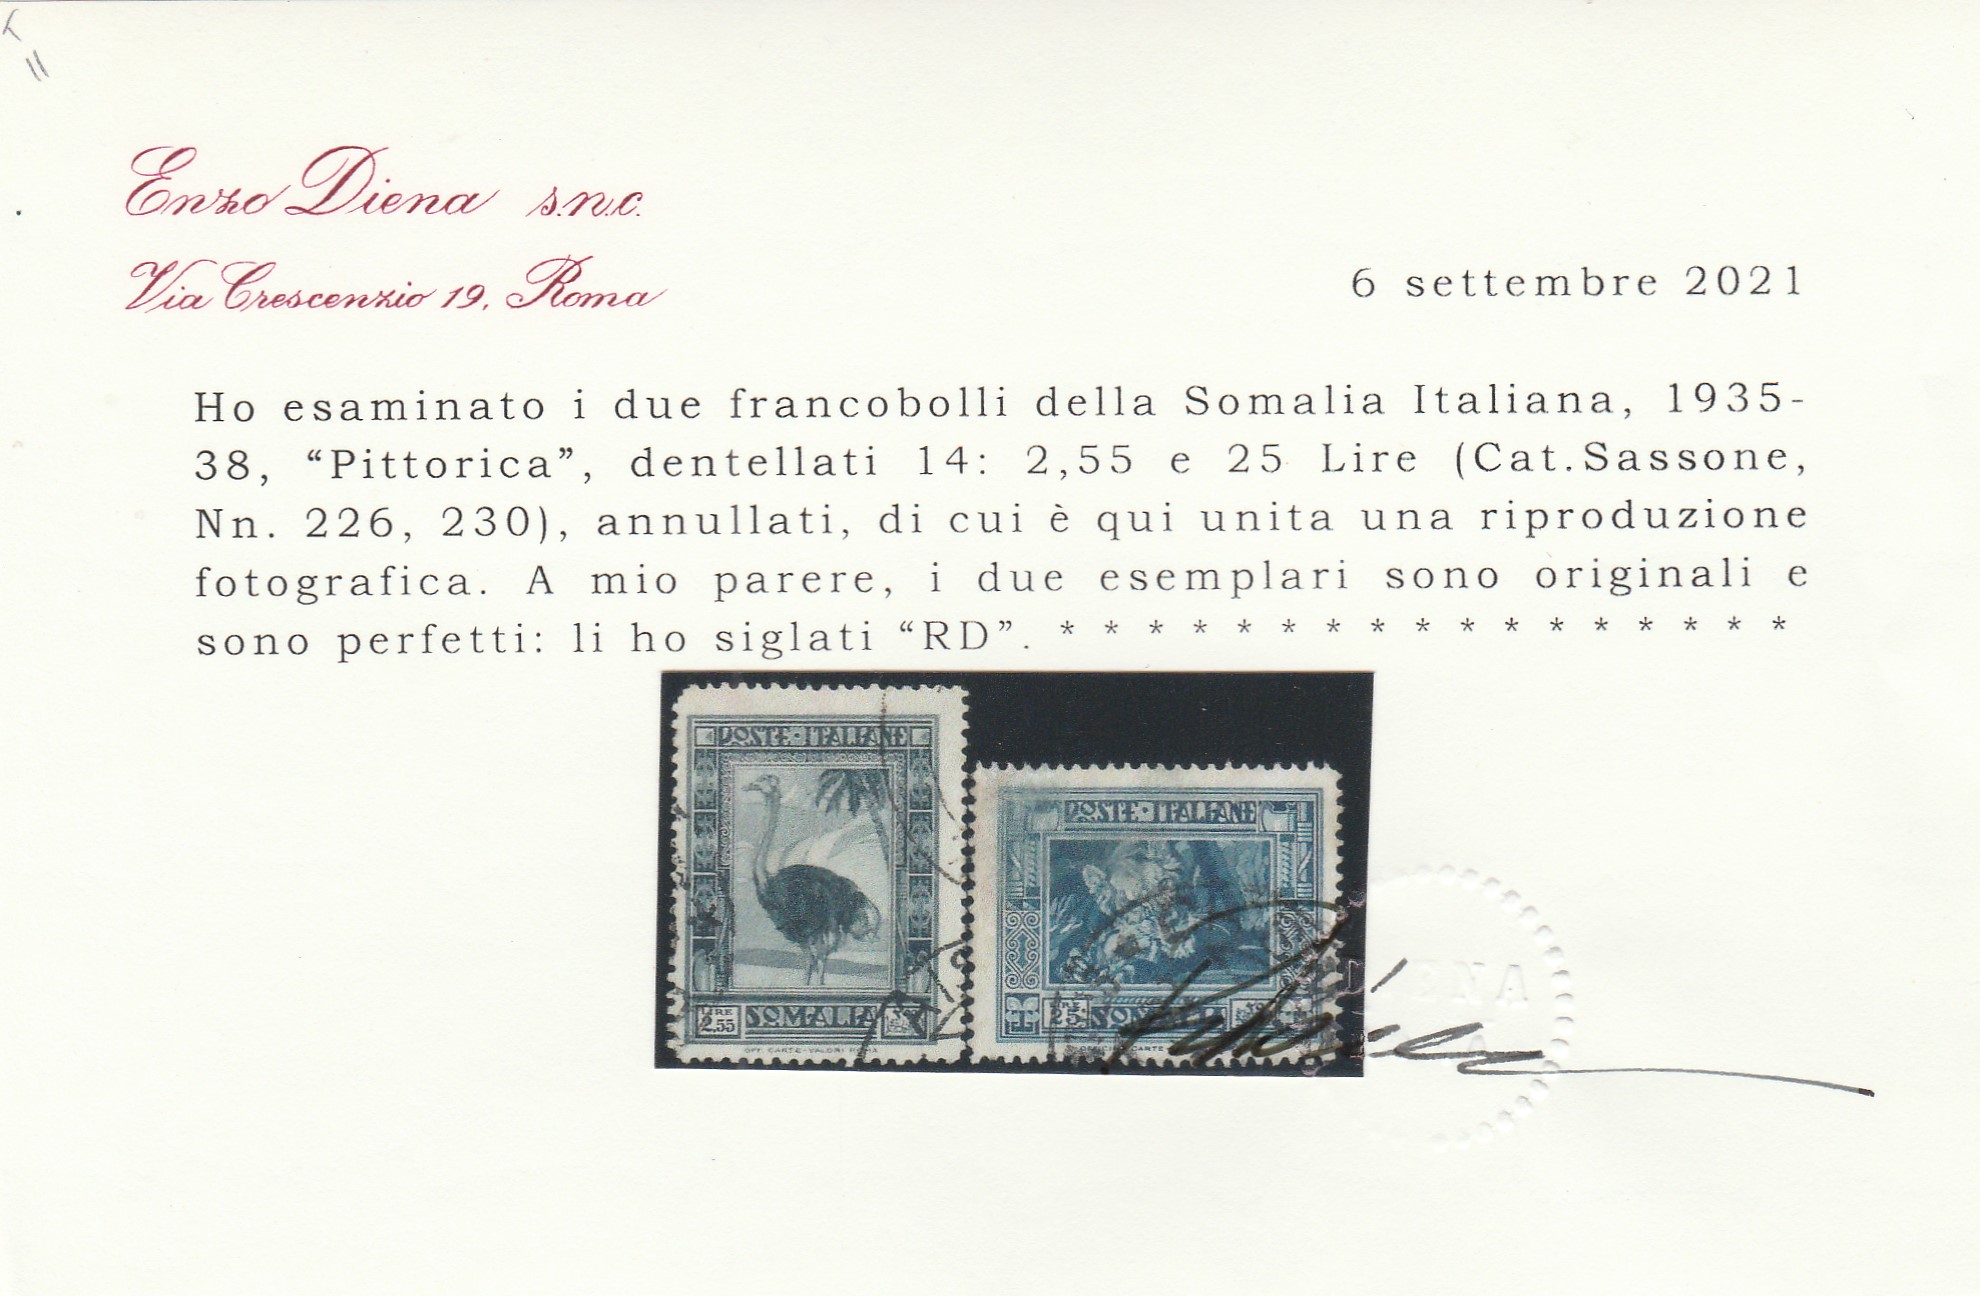 Enzo Diena s.n.c.
Via Crescenzio 19, Roma
6 settembre 2021
Ho esaminato i due francobolli della Somalia Italiana, 1935-
38, “Pittorica”, dentellati 14: 2,55 e 25 Lire (Cat.Sassone,
Nn. 226, 230), annullati, di cui è qui unita una riproduzione
fotografica. A mio parere, i due esemplari sono originali e
sono perfetti: li ho siglati “RD”. * * * * * * * * * * * * * * * * *
POSTE·ITALIANE
LIRE
2,55
SOMALIA
OFF. CARTE-VALORI ROMA
POSTE·ITALIANE
LIRE
25
SOMALIA